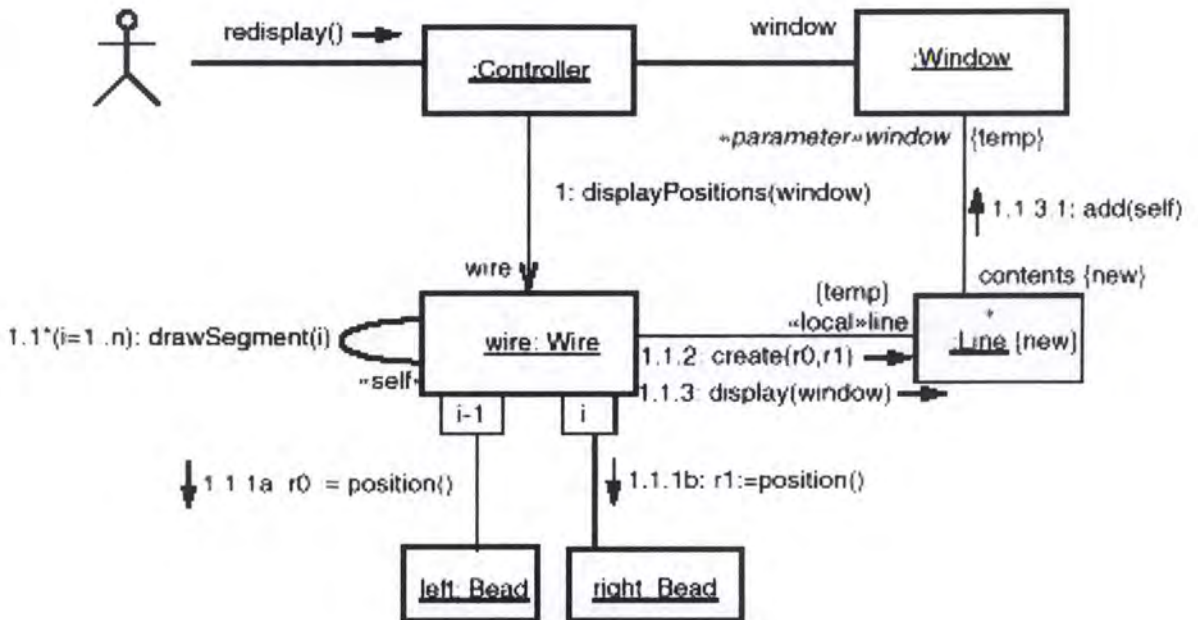 redisplay()
window
:Controller
:Window
«parameter»window {temp}
1: displayPositions(window)
1.1 3.1: add(self)
wire
contents {new}
{temp}
1.1*(i=1..n): drawSegment(i)
wire: Wire
«local»line
*
:Line {new}
1.1.2: create(r0,r1)
«self»
1.1.3: display(window)
i-1
i
1 1 1a r0 = position()
1.1.1b: r1:=position()
left: Bead
right Bead